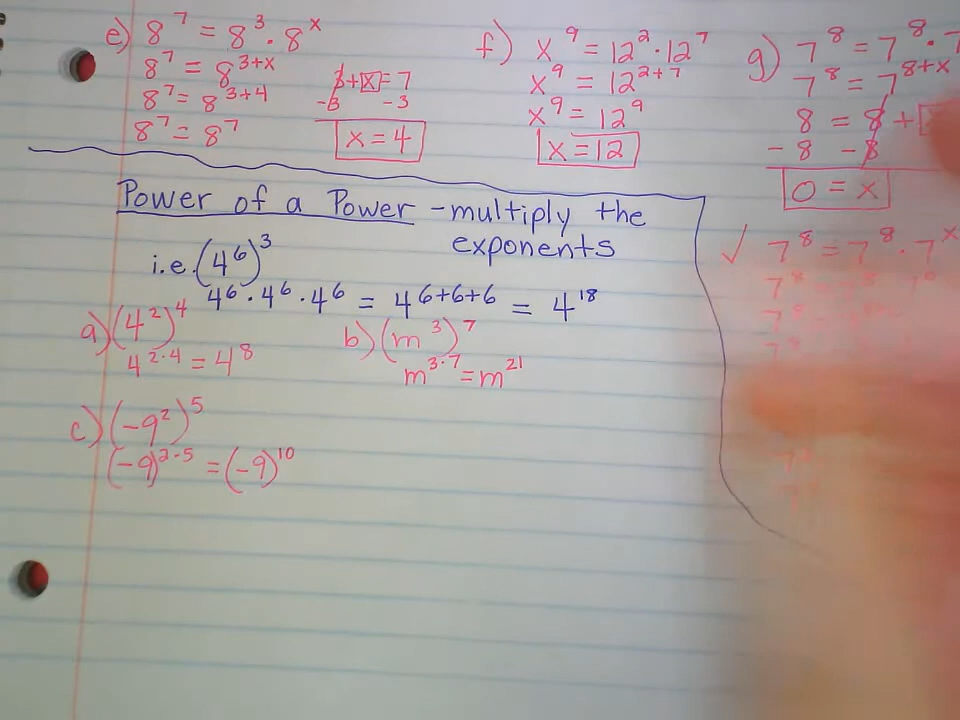 e) 8^7 = 8^3 · 8^x
8^7 = 8^{3+x}
8^7 = 8^{3+4}
8^7 = 8^7
3+x = 7
-3 -3
x = 4
f) x^9 = 12^2 · 12^7
x^9 = 12^{2+7}
x^9 = 12^9
x = 12
g) 7^8 = 7^8 · 7
7^8 = 7^{8+x}
8 = 8 +
- 8 - 8
0 = x
✓ 7^8 = 7^8 · 7^x
Power of a Power - multiply the
exponents
i.e. (4^6)^3
4^6 · 4^6 · 4^6 = 4^{6+6+6} = 4^{18}
a) (4^2)^4
4^{2·4} = 4^8
b) (m^3)^7
m^{3·7} = m^{21}
c) (-9^2)^5
(-9)^{2·5} = (-9)^{10}